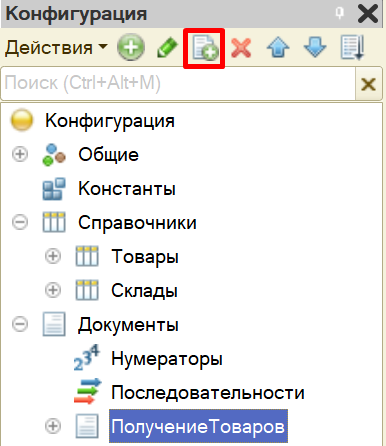 Конфигурация
Действия
Поиск (Ctrl+Alt+M)
Конфигурация
Общие
Константы
Справочники
Товары
Склады
Документы
Нумераторы
Последовательности
ПолучениеТоваров